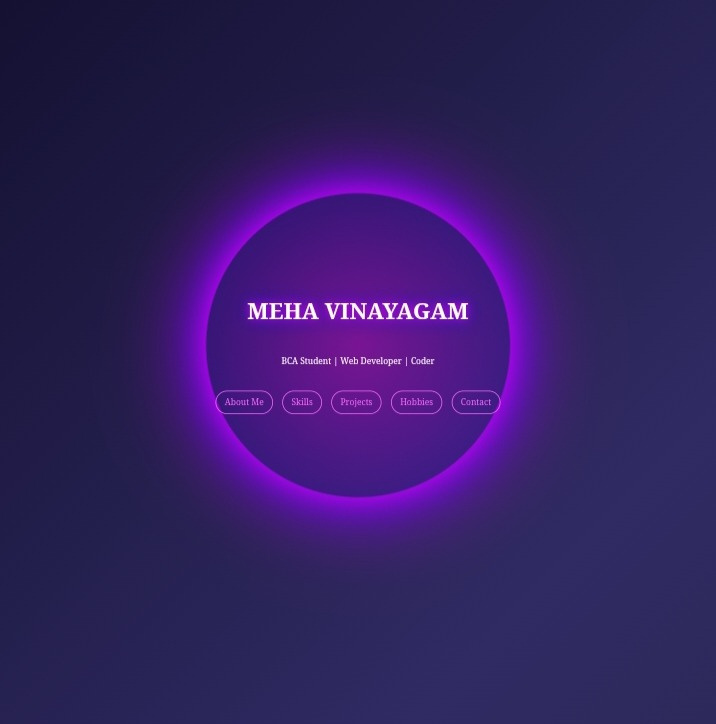 MEHA VINAYAGAM
BCA Student | Web Developer | Coder
About Me Skills Projects Hobbies Contact